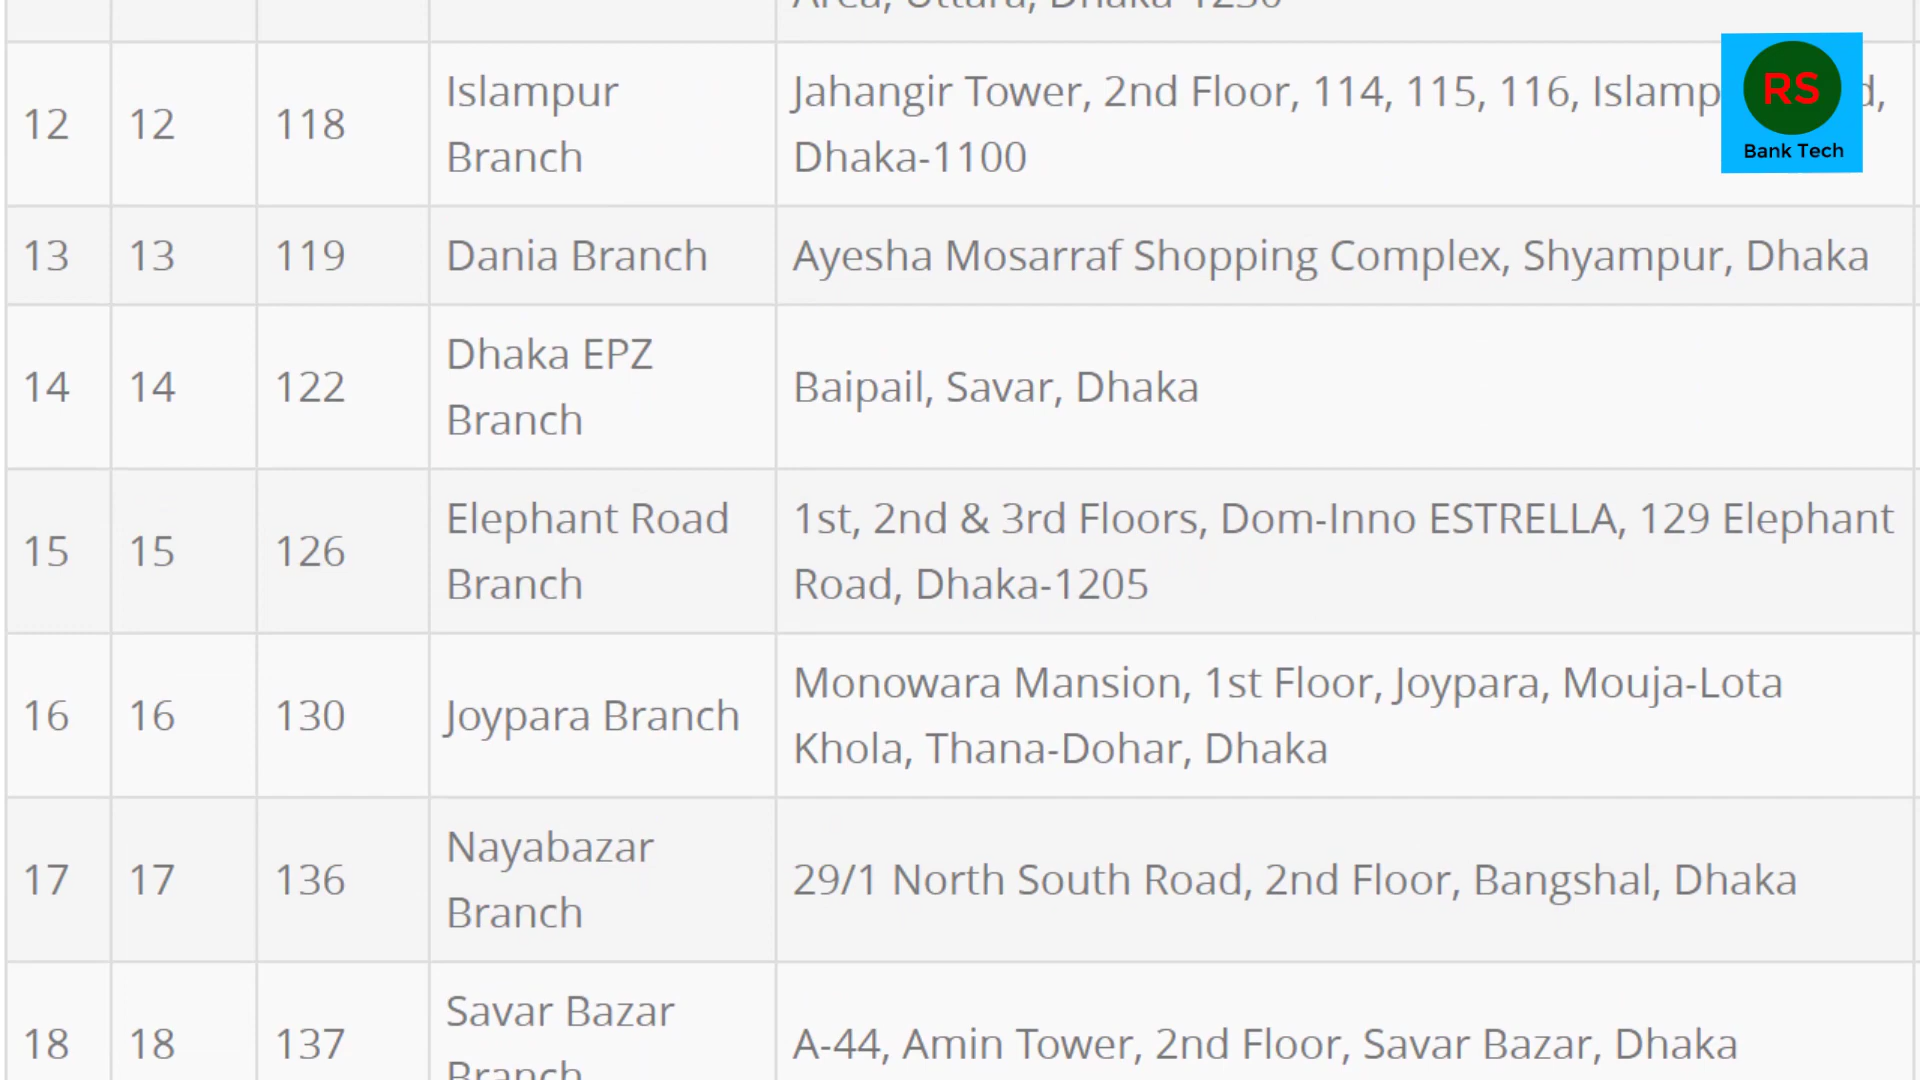 Area, Uttara, Dhaka-1230
12 12 118 Islampur Branch Jahangir Tower, 2nd Floor, 114, 115, 116,
Dhaka-1100
13 13 119 Dania Branch Ayesha Mosarraf Shopping Complex, Shyampur, Dhaka
14 14 122 Dhaka EPZ Branch Baipail, Savar, Dhaka
15 15 126 Elephant Road Branch 1st, 2nd & 3rd Floors, Dom-Inno ESTRELLA, 129 Elephant
Road, Dhaka-1205
16 16 130 Joypara Branch Monowara Mansion, 1st Floor, Joypara, Mouja-Lota
Khola, Thana-Dohar, Dhaka
17 17 136 Nayabazar Branch 29/1 North South Road, 2nd Floor, Bangshal, Dhaka
18 18 137 Savar Bazar Branch A-44, Amin Tower, 2nd Floor, Savar Bazar, Dhaka
RS
Bank Tech